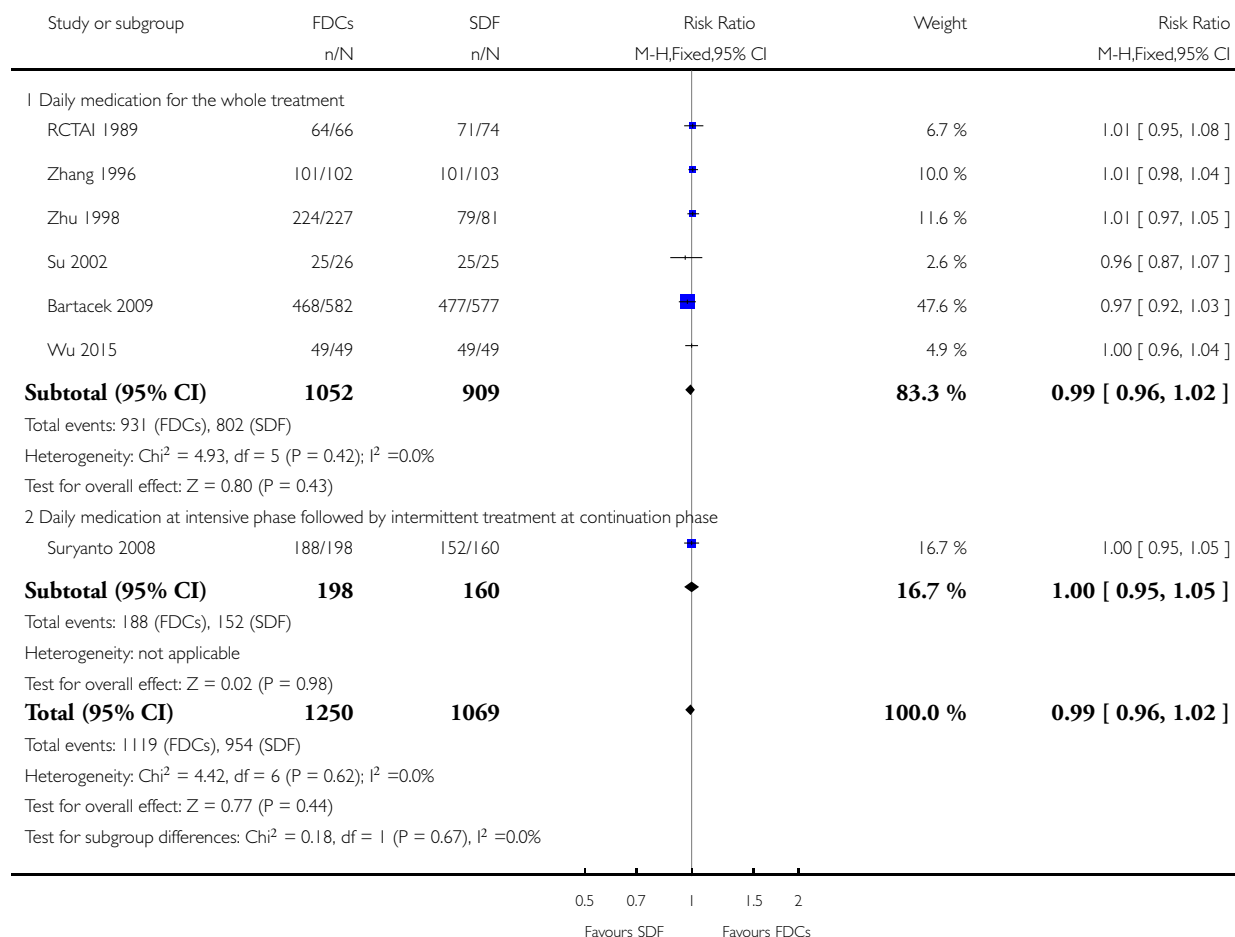 Study or subgroup FDCs SDF Risk Ratio Weight Risk Ratio
n/N n/N M-H,Fixed,95% CI M-H,Fixed,95% CI
1 Daily medication for the whole treatment
RCTAI 1989 64/66 71/74 6.7 % 1.01 [ 0.95, 1.08 ]
Zhang 1996 101/102 101/103 10.0 % 1.01 [ 0.98, 1.04 ]
Zhu 1998 224/227 79/81 11.6 % 1.01 [ 0.97, 1.05 ]
Su 2002 25/26 25/25 2.6 % 0.96 [ 0.87, 1.07 ]
Bartacek 2009 468/582 477/577 47.6 % 0.97 [ 0.92, 1.03 ]
Wu 2015 49/49 49/49 4.9 % 1.00 [ 0.96, 1.04 ]
Subtotal (95% CI) 1052 909 83.3 % 0.99 [ 0.96, 1.02 ]
Total events: 931 (FDCs), 802 (SDF)
Heterogeneity: Chi² = 4.93, df = 5 (P = 0.42); I² =0.0%
Test for overall effect: Z = 0.80 (P = 0.43)
2 Daily medication at intensive phase followed by intermittent treatment at continuation phase
Suryanto 2008 188/198 152/160 16.7 % 1.00 [ 0.95, 1.05 ]
Subtotal (95% CI) 198 160 16.7 % 1.00 [ 0.95, 1.05 ]
Total events: 188 (FDCs), 152 (SDF)
Heterogeneity: not applicable
Test for overall effect: Z = 0.02 (P = 0.98)
Total (95% CI) 1250 1069 100.0 % 0.99 [ 0.96, 1.02 ]
Total events: 1119 (FDCs), 954 (SDF)
Heterogeneity: Chi² = 4.42, df = 6 (P = 0.62); I² =0.0%
Test for overall effect: Z = 0.77 (P = 0.44)
Test for subgroup differences: Chi² = 0.18, df = 1 (P = 0.67), I² =0.0%
0.5 0.7 1 1.5 2
Favours SDF Favours FDCs